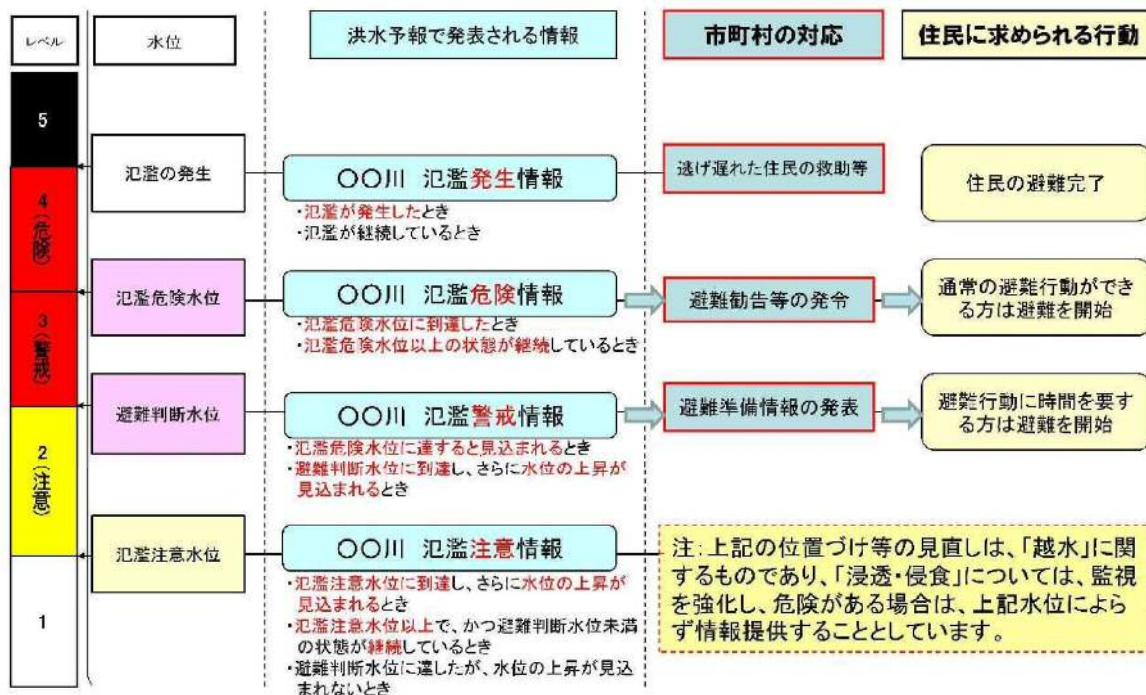 レベル
水位
洪水予報で発表される情報
市町村の対応
住民に求められる行動
5
氾濫の発生
〇〇川 氾濫発生情報
・氾濫が発生したとき
・氾濫が継続しているとき
逃げ遅れた住民の救助等
住民の避難完了
4(危険)
氾濫危険水位
〇〇川 氾濫危険情報
・氾濫危険水位に到達したとき
・氾濫危険水位以上の状態が継続しているとき
避難勧告等の発令
通常の避難行動ができ
る方は避難を開始
3(警戒)
避難判断水位
〇〇川 氾濫警戒情報
・氾濫危険水位に達すると見込まれるとき
・避難判断水位に到達し、さらに水位の上昇が
見込まれるとき
避難準備情報の発表
避難行動に時間を要す
る方は避難を開始
2(注意)
氾濫注意水位
〇〇川 氾濫注意情報
・氾濫注意水位に到達し、さらに水位の上昇が
見込まれるとき
・氾濫注意水位以上で、かつ避難判断水位未満
の状態が継続しているとき
・避難判断水位に達したが、水位の上昇が見込
まれないとき
注:上記の位置づけ等の見直しは、「越水」に関
するものであり、「浸透・侵食」については、監視
を強化し、危険がある場合は、上記水位によら
ず情報提供することとしています。
1